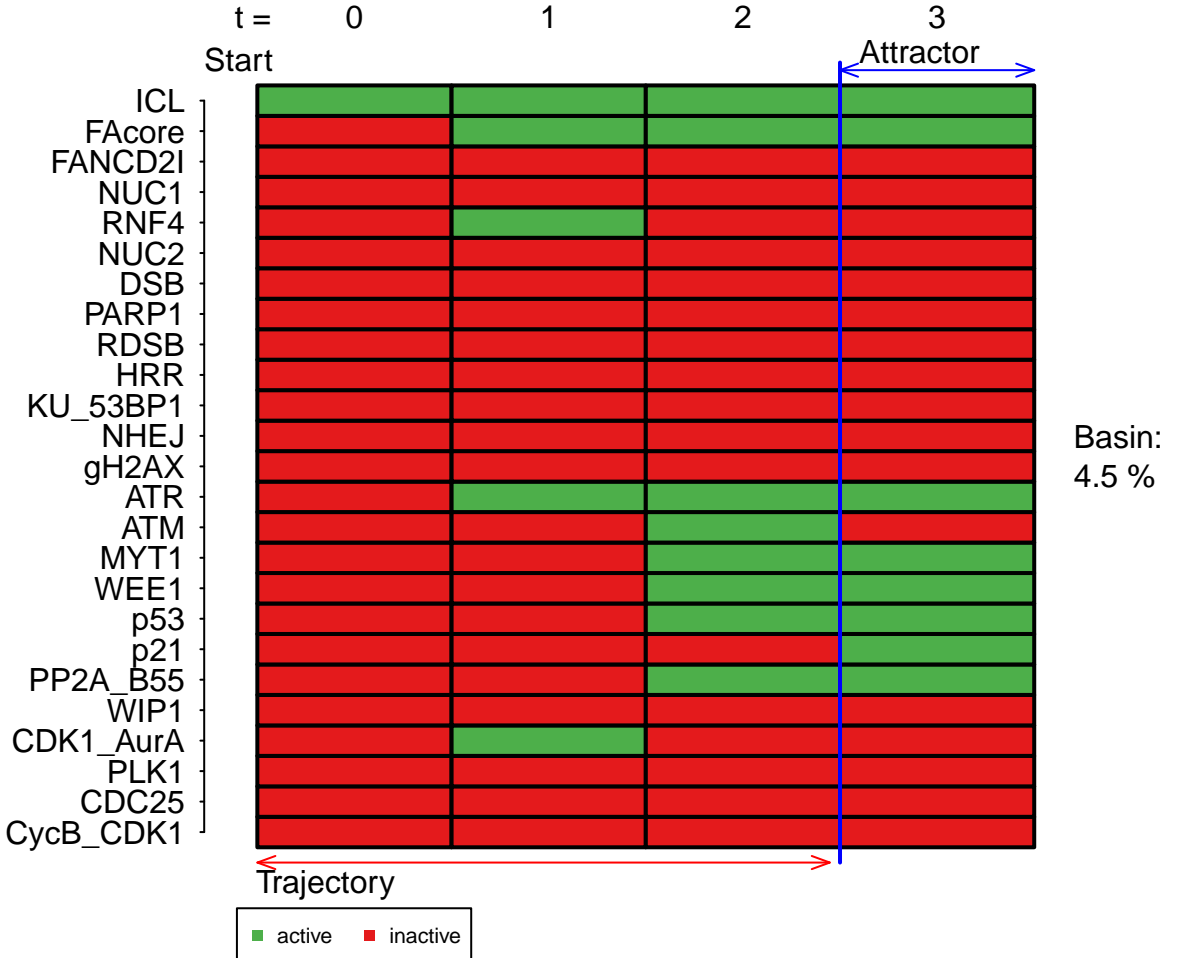 t = 0 1 2 3
Start
Attractor
ICL
FAcore
FANCD2I
NUC1
RNF4
NUC2
DSB
PARP1
RDSB
HRR
KU_53BP1
NHEJ
gH2AX
ATR
ATM
MYT1
WEE1
p53
p21
PP2A_B55
WIP1
CDK1_AurA
PLK1
CDC25
CycB_CDK1
Basin:
4.5 %
Trajectory
active inactive